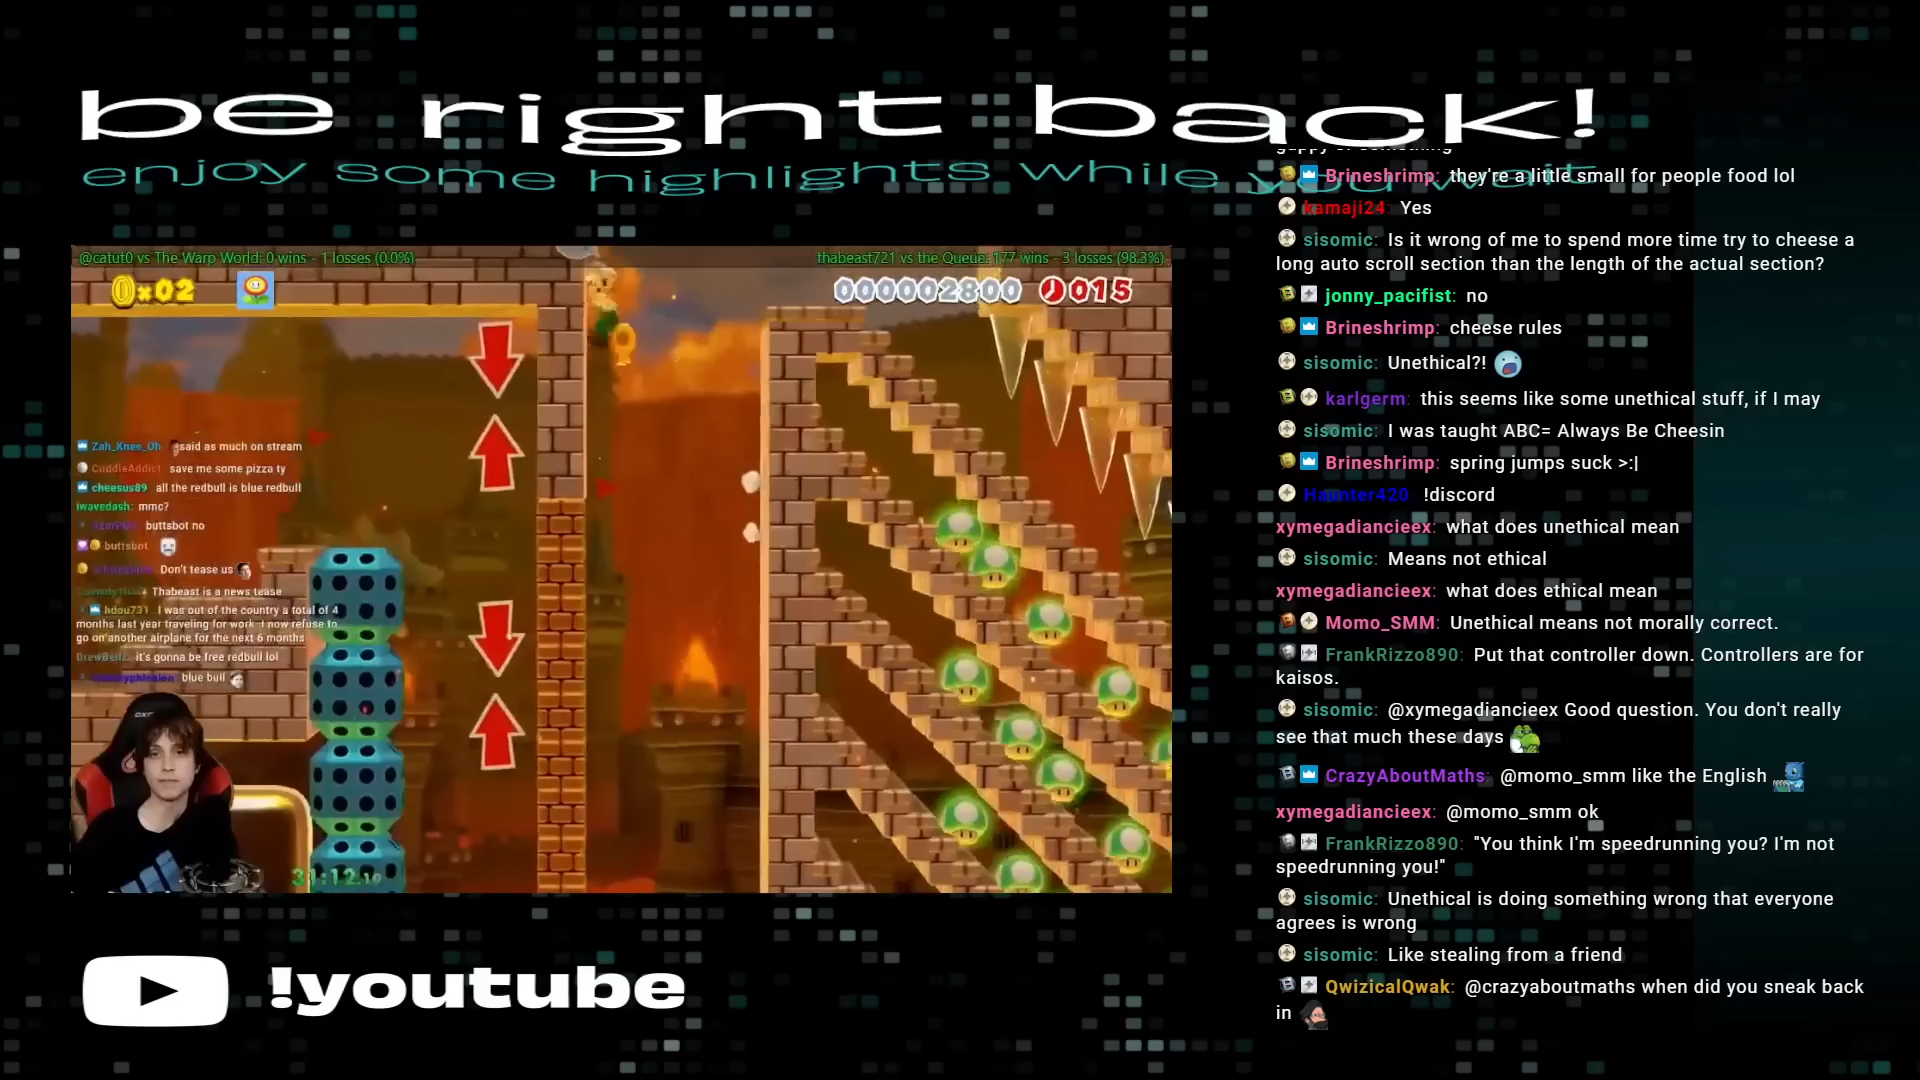 be right back!
enjoy some highlights while you wait
@catut0 vs The Warp World: 0 wins - 1 losses (0.0%)
thabeast721 vs the Queue: 177 wins - 3 losses (98.3%)
x02
000002800
015
Zah_Knee_Oh said as much on stream
CuddleAddict save me some pizza ty
cheesus89 all the redbull is blue redbull
iwavedash: mmc?
buttsbot no
buttsbot:
Don't tease us
Thabeast is a news tease
hdou731 I was out of the country a total of 4
months last year traveling for work. I now refuse to
go on another airplane for the next 6 months
it's gonna be free redbull lol
blue bull
31:12.19
!youtube
Brineshrimp: they're a little small for people food lol
kamaji24: Yes
sisomic: Is it wrong of me to spend more time try to cheese a
long auto scroll section than the length of the actual section?
jonny_pacifist: no
Brineshrimp: cheese rules
sisomic: Unethical?!
karlgerm: this seems like some unethical stuff, if I may
sisomic: I was taught ABC= Always Be Cheesin
Brineshrimp: spring jumps suck >:|
Haunter420: !discord
xymegadiancieex: what does unethical mean
sisomic: Means not ethical
xymegadiancieex: what does ethical mean
Momo_SMM: Unethical means not morally correct.
FrankRizzo890: Put that controller down. Controllers are for
kaisos.
sisomic: @xymegadiancieex Good question. You don't really
see that much these days
CrazyAboutMaths: @momo_smm like the English
xymegadiancieex: @momo_smm ok
FrankRizzo890: "You think I'm speedrunning you? I'm not
speedrunning you!"
sisomic: Unethical is doing something wrong that everyone
agrees is wrong
sisomic: Like stealing from a friend
QwizicalQwak: @crazyaboutmaths when did you sneak back
in